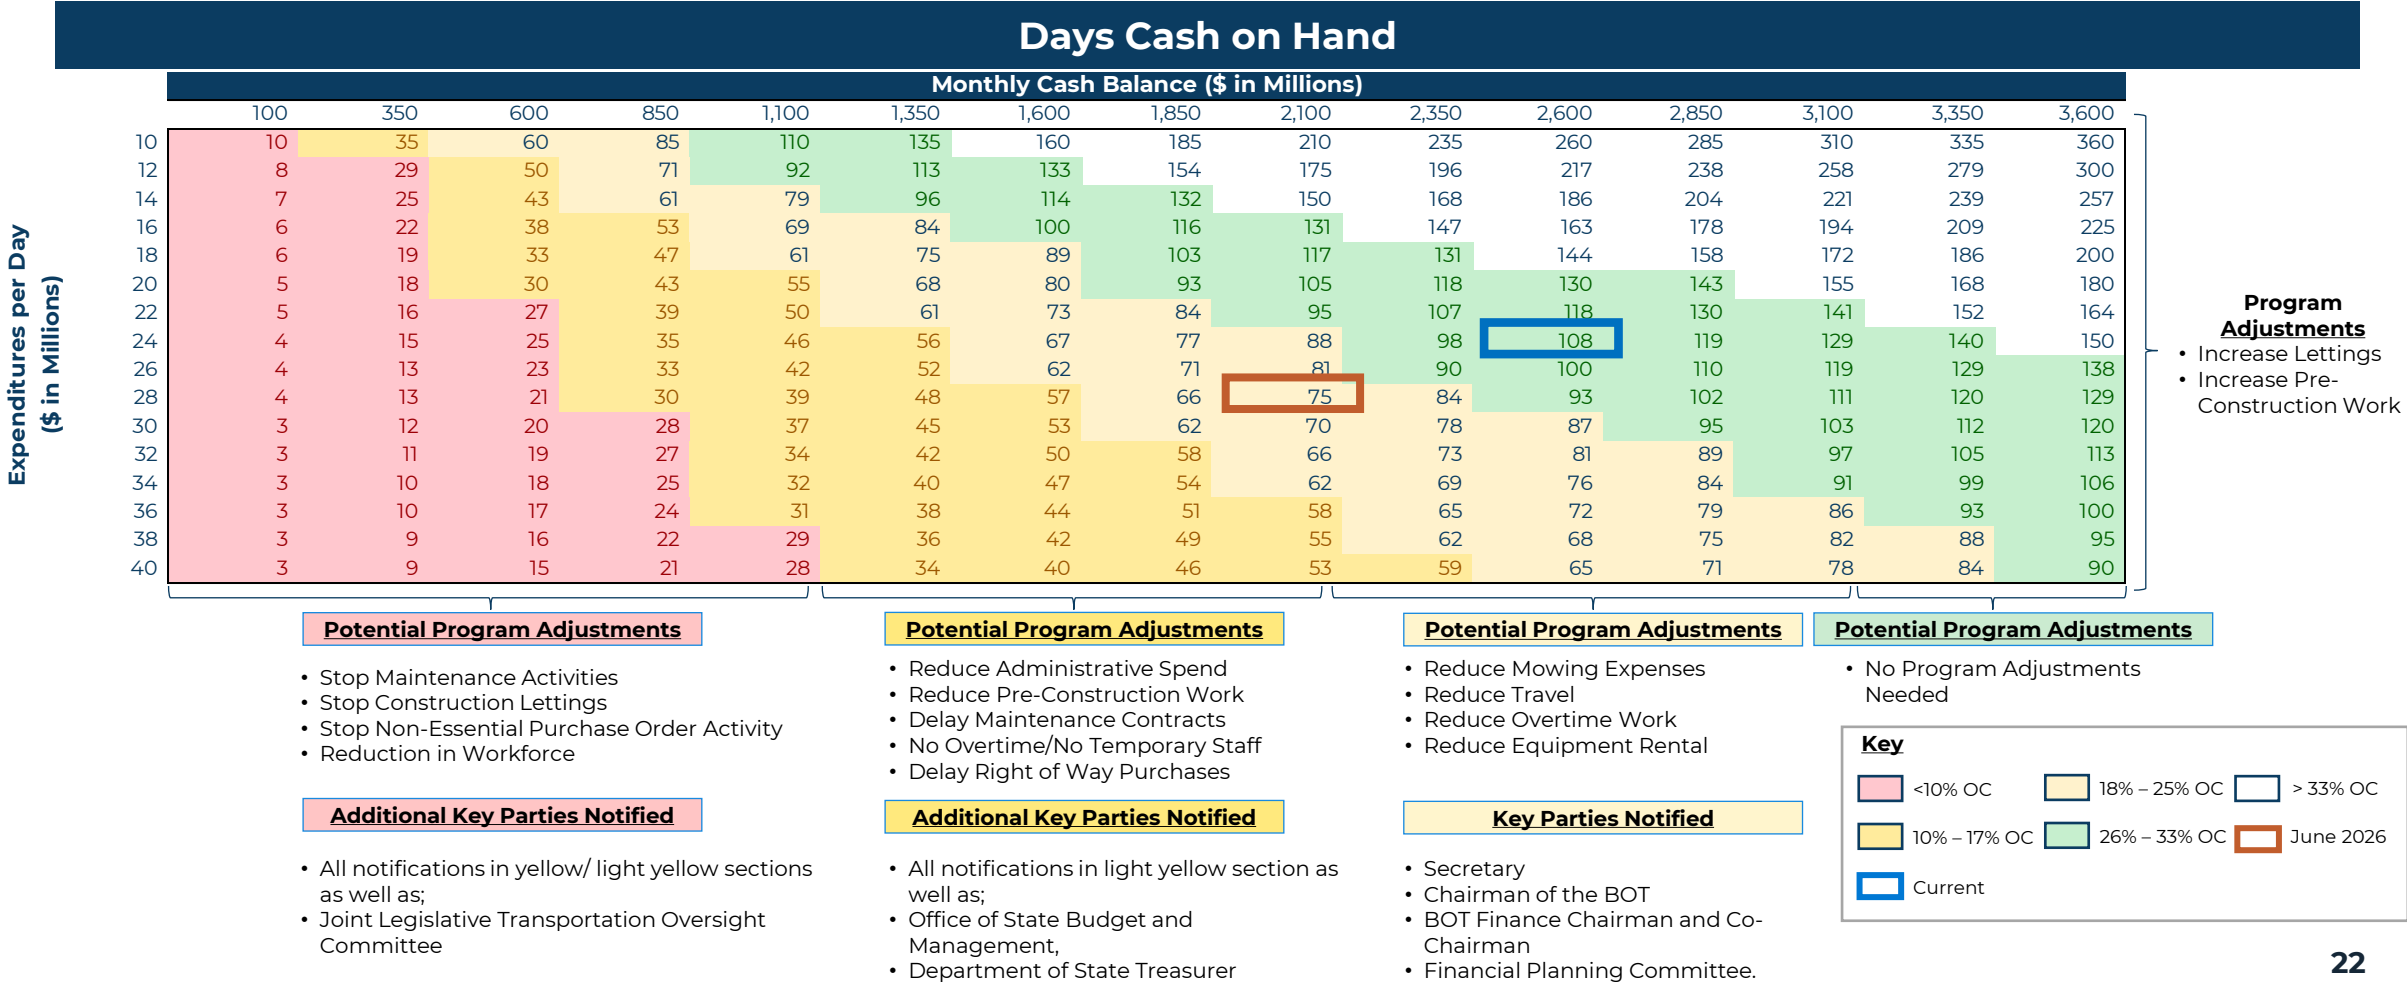 Days Cash on Hand
Monthly Cash Balance ($ in Millions)
100 350 600 850 1,100 1,350 1,600 1,850 2,100 2,350 2,600 2,850 3,100 3,350 3,600
Expenditures per Day
($ in Millions)
10 10 35 60 85 110 135 160 185 210 235 260 285 310 335 360
12 8 29 50 71 92 113 133 154 175 196 217 238 258 279 300
14 7 25 43 61 79 96 114 132 150 168 186 204 221 239 257
16 6 22 38 53 69 84 100 116 131 147 163 178 194 209 225
18 6 19 33 47 61 75 89 103 117 131 144 158 172 186 200
20 5 18 30 43 55 68 80 93 105 118 130 143 155 168 180
22 5 16 27 39 50 61 73 84 95 107 118 130 141 152 164
24 4 15 25 35 46 56 67 77 88 98 108 119 129 140 150
26 4 13 23 33 42 52 62 71 81 90 100 110 119 129 138
28 4 13 21 30 39 48 57 66 75 84 93 102 111 120 129
30 3 12 20 28 37 45 53 62 70 78 87 95 103 112 120
32 3 11 19 27 34 42 50 58 66 73 81 89 97 105 113
34 3 10 18 25 32 40 47 54 62 69 76 84 91 99 106
36 3 10 17 24 31 38 44 51 58 65 72 79 86 93 100
38 3 9 16 22 29 36 42 49 55 62 68 75 82 88 95
40 3 9 15 21 28 34 40 46 53 59 65 71 78 84 90
Program
Adjustments
• Increase Lettings
• Increase Pre-
Construction Work
Potential Program Adjustments
• Stop Maintenance Activities
• Stop Construction Lettings
• Stop Non-Essential Purchase Order Activity
• Reduction in Workforce
Additional Key Parties Notified
• All notifications in yellow/ light yellow sections
as well as;
• Joint Legislative Transportation Oversight
Committee
Potential Program Adjustments
• Reduce Administrative Spend
• Reduce Pre-Construction Work
• Delay Maintenance Contracts
• No Overtime/No Temporary Staff
• Delay Right of Way Purchases
Additional Key Parties Notified
• All notifications in light yellow section as
well as;
• Office of State Budget and
Management,
• Department of State Treasurer
Potential Program Adjustments
• Reduce Mowing Expenses
• Reduce Travel
• Reduce Overtime Work
• Reduce Equipment Rental
Key Parties Notified
• Secretary
• Chairman of the BOT
• BOT Finance Chairman and Co-
Chairman
• Financial Planning Committee.
Potential Program Adjustments
• No Program Adjustments
Needed
Key
<10% OC 18% – 25% OC > 33% OC
10% – 17% OC 26% – 33% OC June 2026
Current
22